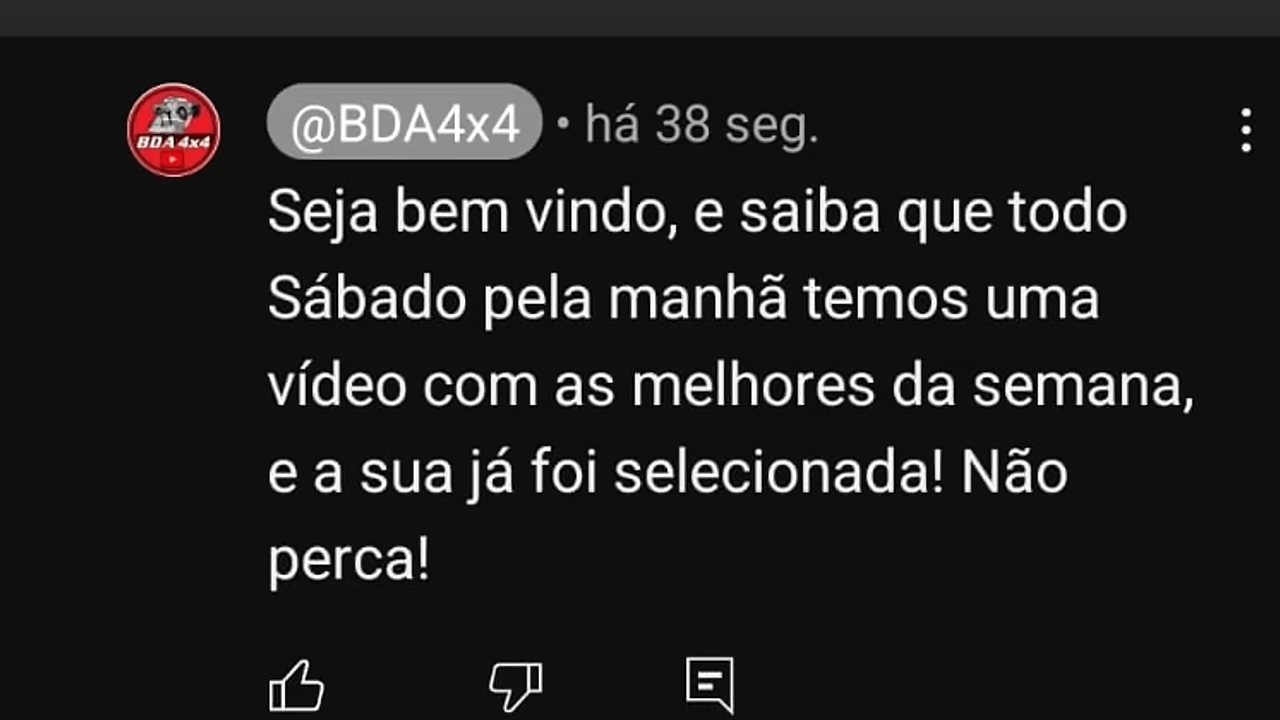 BDA 4x4
@BDA4x4 • há 38 seg.
Seja bem vindo, e saiba que todo
Sábado pela manhã temos uma
vídeo com as melhores da semana,
e a sua já foi selecionada! Não
perca!